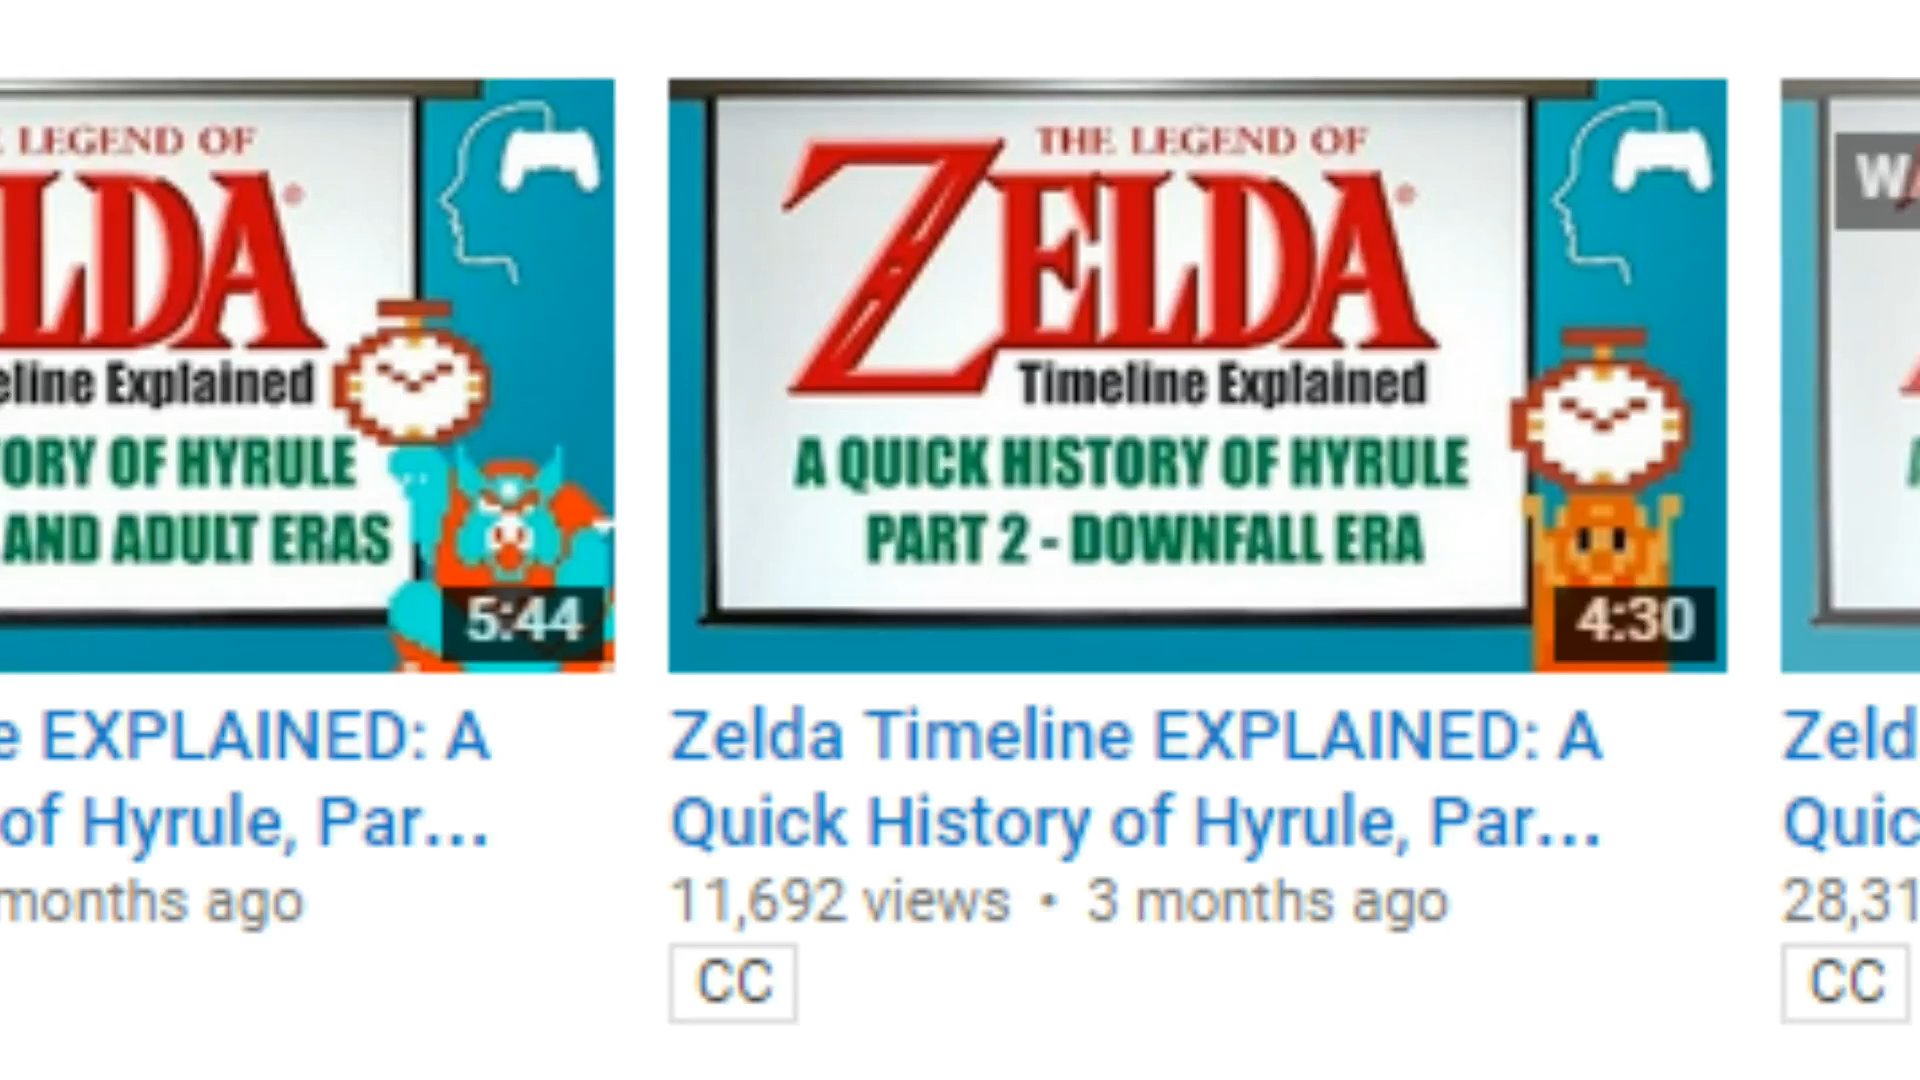 E LEGEND OF
LDA®
eline Explained
ORY OF HYRULE
AND ADULT ERAS
5:44
e EXPLAINED: A
of Hyrule, Par...
months ago
THE LEGEND OF
ZELDA®
Timeline Explained
A QUICK HISTORY OF HYRULE
PART 2 - DOWNFALL ERA
4:30
Zelda Timeline EXPLAINED: A
Quick History of Hyrule, Par...
11,692 views • 3 months ago
CC
W
Zeld
Quic
28,31
CC